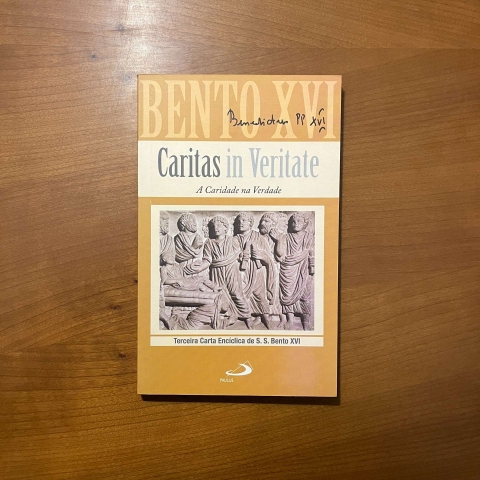 BENTO XVI
Benedictus PP XVI
Caritas in Veritate
A Caridade na Verdade
Terceira Carta Encíclica de S. S. Bento XVI
PAULUS